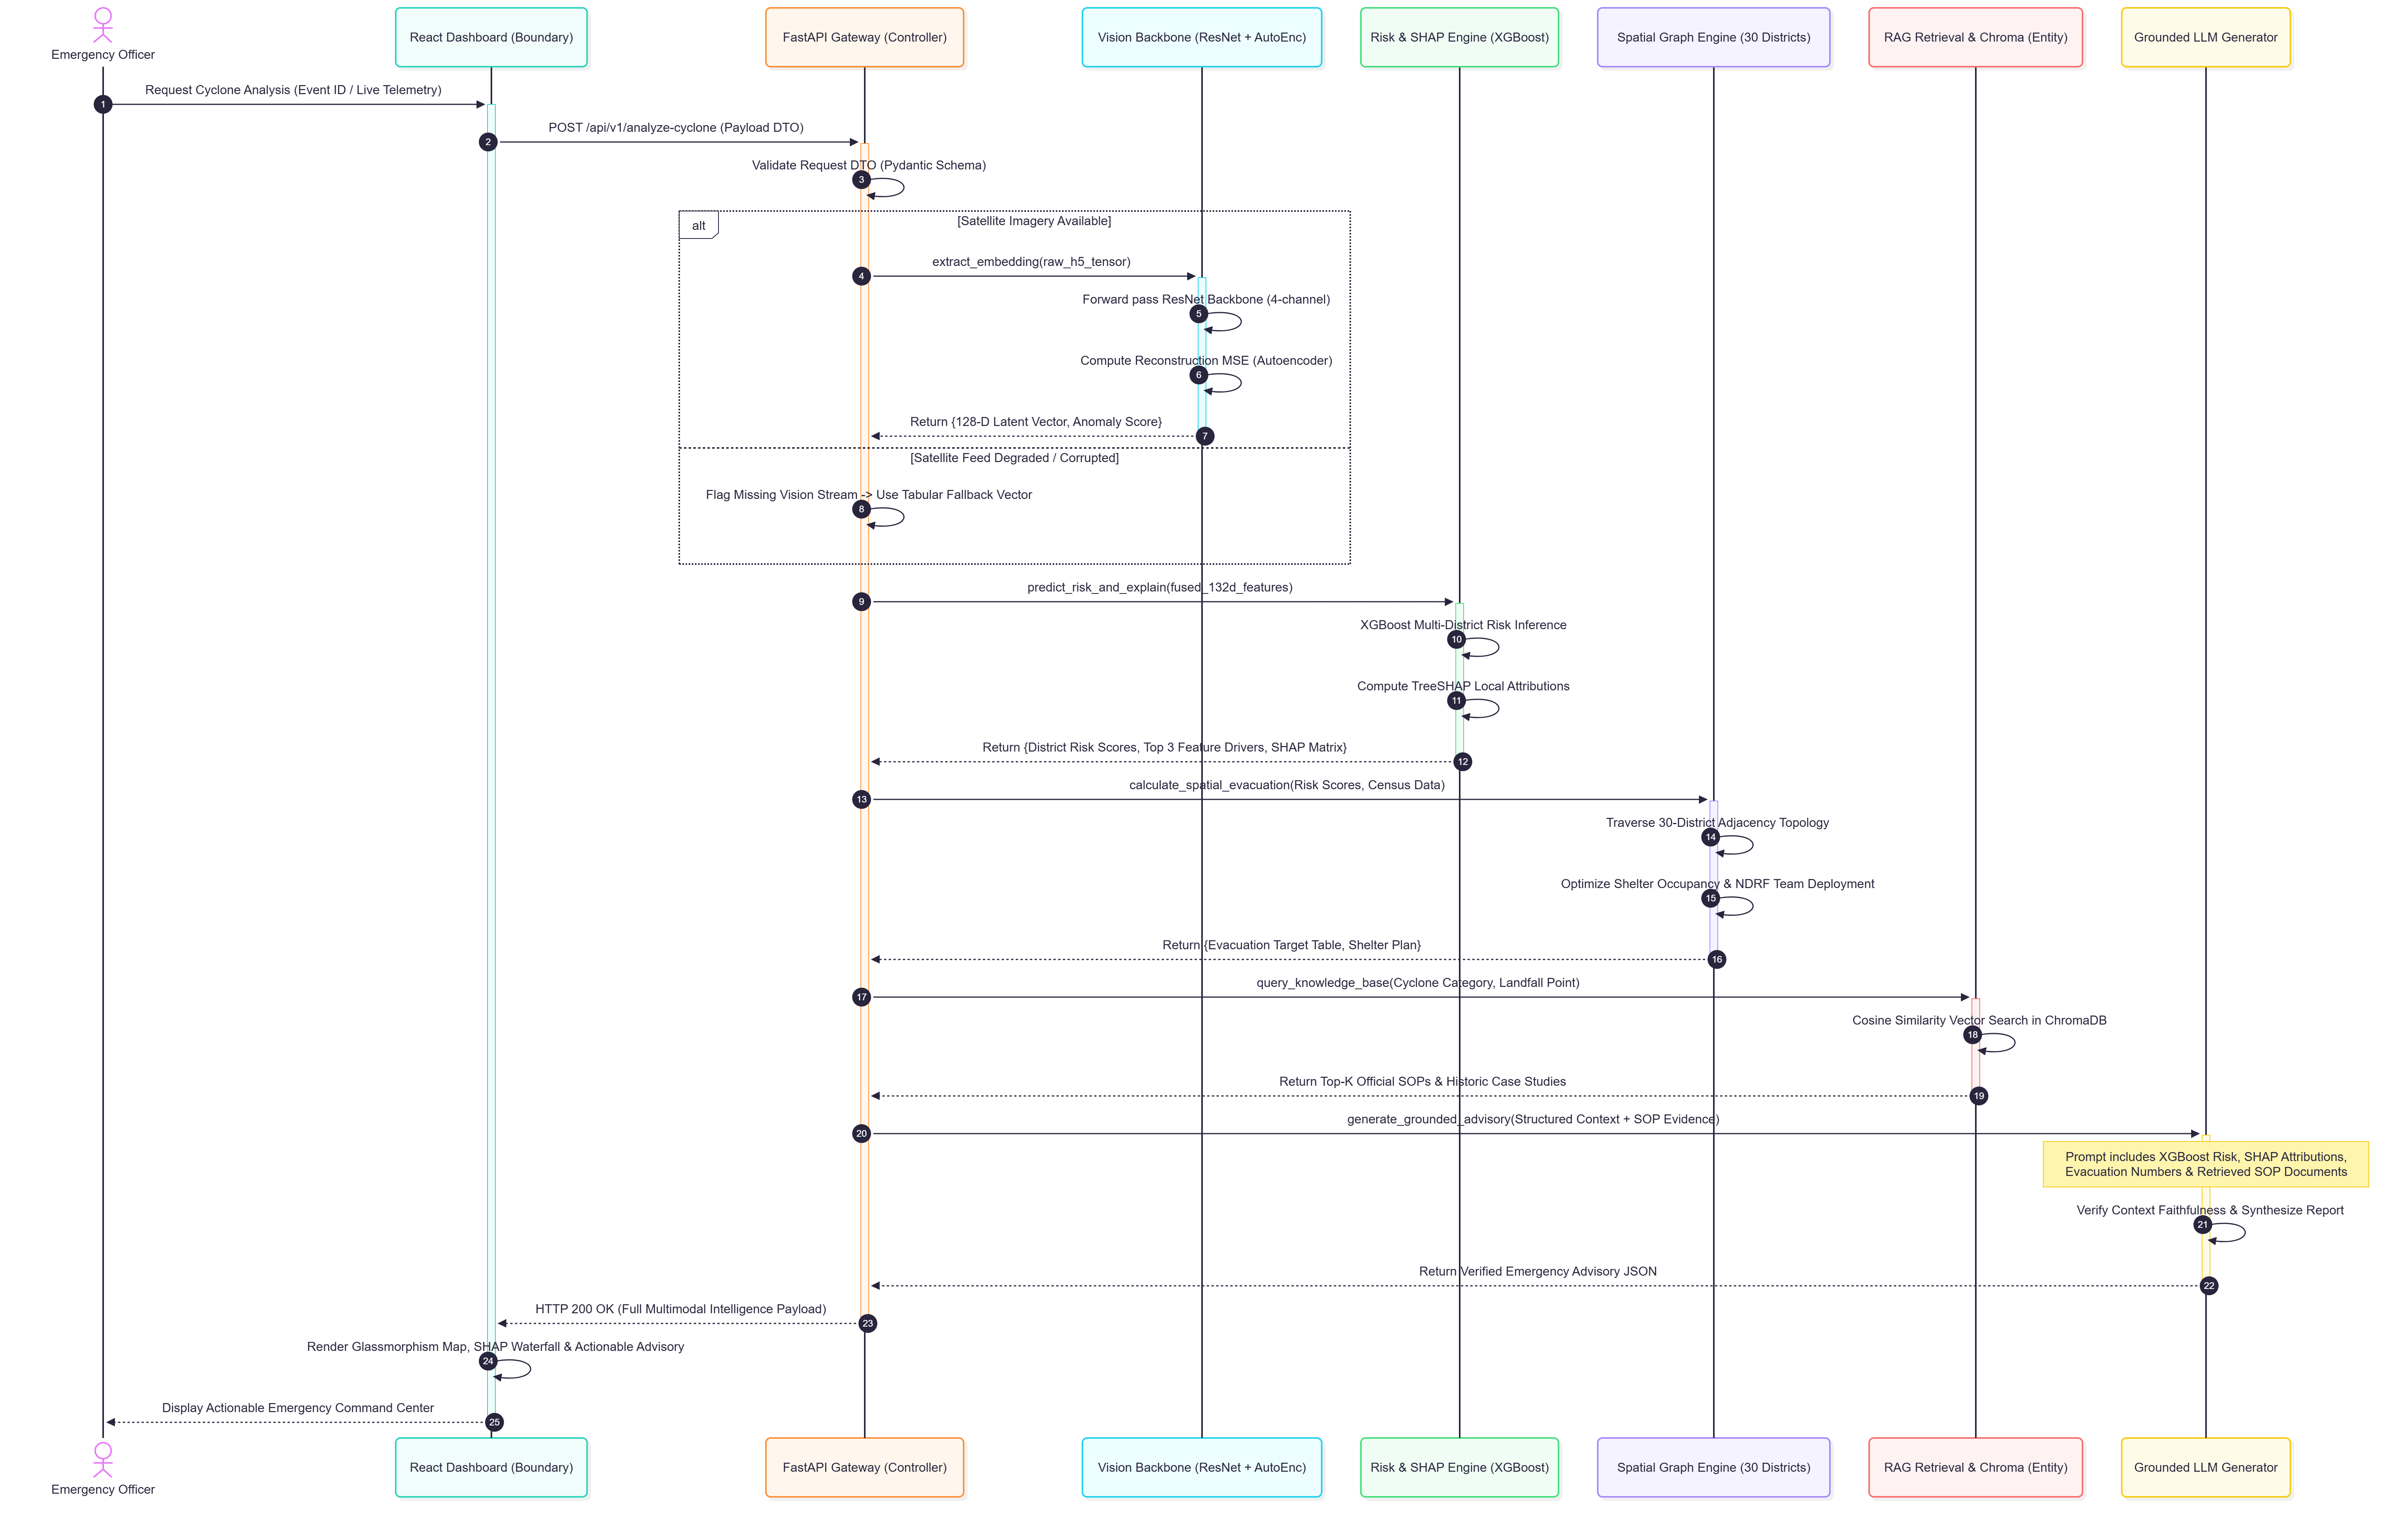 Emergency Officer
React Dashboard (Boundary)
FastAPI Gateway (Controller)
Vision Backbone (ResNet + AutoEnc)
Risk & SHAP Engine (XGBoost)
Spatial Graph Engine (30 Districts)
RAG Retrieval & Chroma (Entity)
Grounded LLM Generator
Request Cyclone Analysis (Event ID / Live Telemetry)
1
POST /api/v1/analyze-cyclone (Payload DTO)
2
Validate Request DTO (Pydantic Schema)
3
alt
[Satellite Imagery Available]
extract_embedding(raw_h5_tensor)
4
Forward pass ResNet Backbone (4-channel)
5
Compute Reconstruction MSE (Autoencoder)
6
Return {128-D Latent Vector, Anomaly Score}
7
[Satellite Feed Degraded / Corrupted]
Flag Missing Vision Stream -> Use Tabular Fallback Vector
8
predict_risk_and_explain(fused_132d_features)
9
XGBoost Multi-District Risk Inference
10
Compute TreeSHAP Local Attributions
11
Return {District Risk Scores, Top 3 Feature Drivers, SHAP Matrix}
12
calculate_spatial_evacuation(Risk Scores, Census Data)
13
Traverse 30-District Adjacency Topology
14
Optimize Shelter Occupancy & NDRF Team Deployment
15
Return {Evacuation Target Table, Shelter Plan}
16
query_knowledge_base(Cyclone Category, Landfall Point)
17
Cosine Similarity Vector Search in ChromaDB
18
Return Top-K Official SOPs & Historic Case Studies
19
generate_grounded_advisory(Structured Context + SOP Evidence)
20
Prompt includes XGBoost Risk, SHAP Attributions,
Evacuation Numbers & Retrieved SOP Documents
Verify Context Faithfulness & Synthesize Report
21
Return Verified Emergency Advisory JSON
22
HTTP 200 OK (Full Multimodal Intelligence Payload)
23
Render Glassmorphism Map, SHAP Waterfall & Actionable Advisory
24
Display Actionable Emergency Command Center
25
Emergency Officer
React Dashboard (Boundary)
FastAPI Gateway (Controller)
Vision Backbone (ResNet + AutoEnc)
Risk & SHAP Engine (XGBoost)
Spatial Graph Engine (30 Districts)
RAG Retrieval & Chroma (Entity)
Grounded LLM Generator